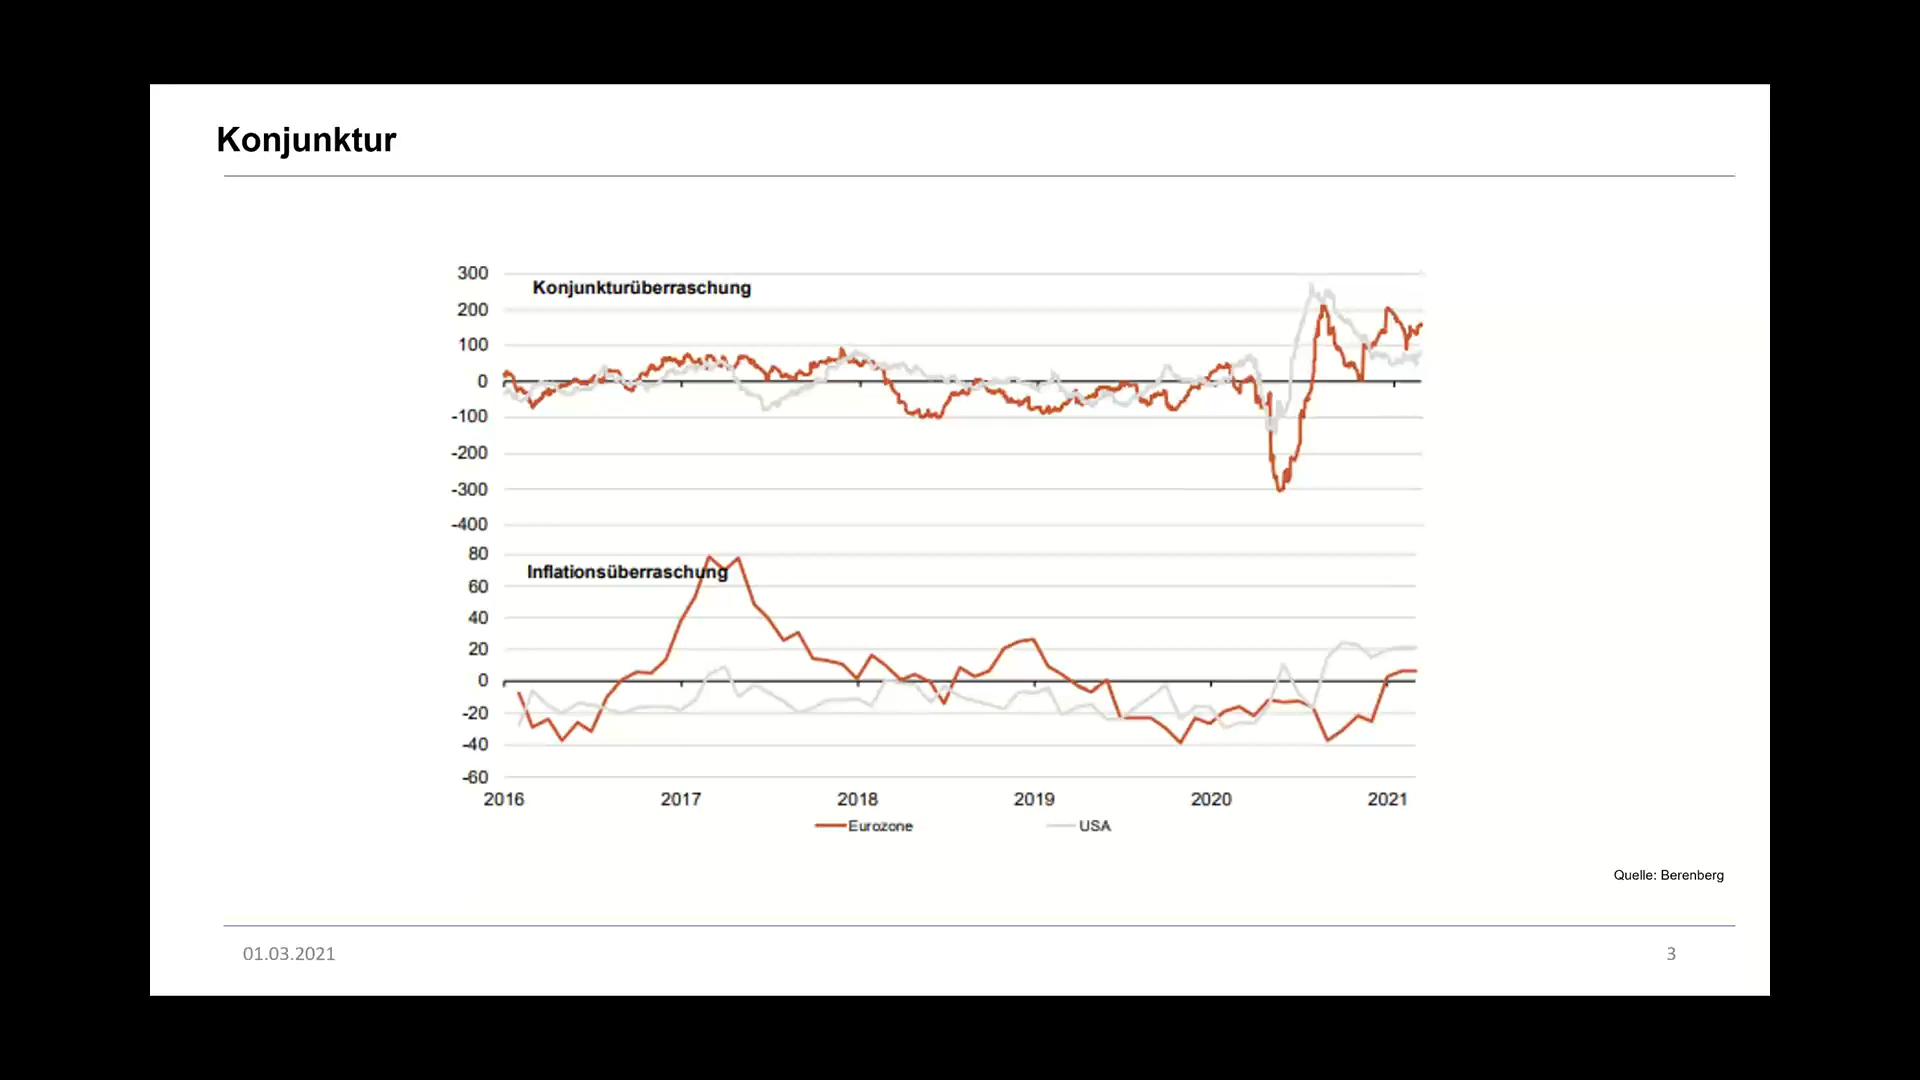 Konjunktur
300
Konjunkturüberraschung
200
100
0
-100
-200
-300
-400
80
Inflationsüberraschung
60
40
20
0
-20
-40
-60
2016 2017 2018 2019 2020 2021
Eurozone USA
Quelle: Berenberg
01.03.2021 3